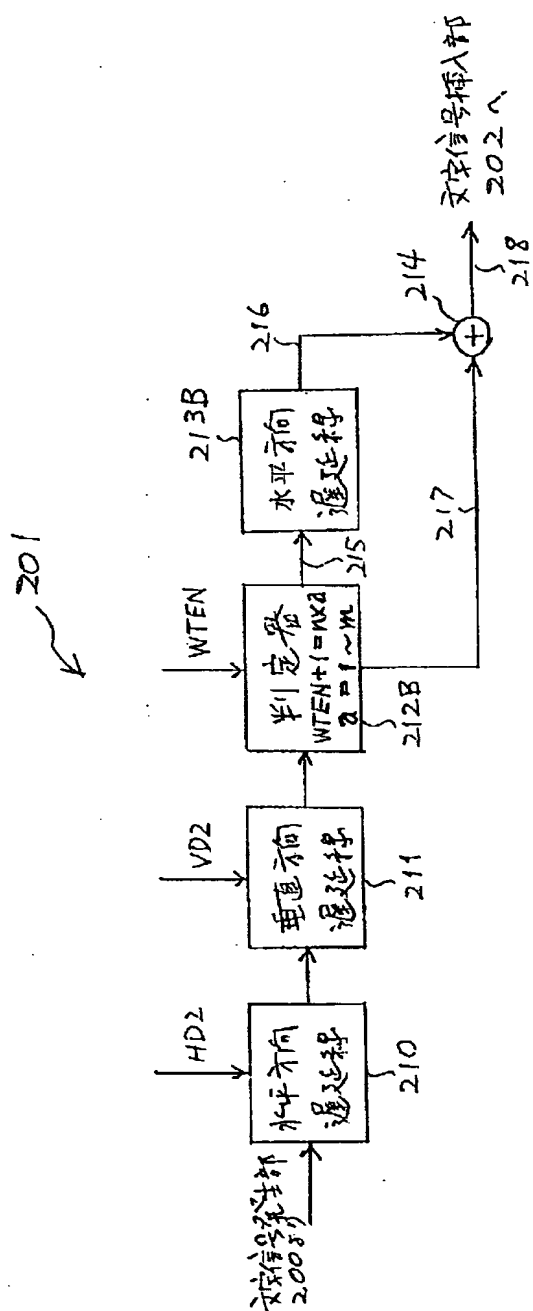 201
文字信号発生部
200より
HD2
水平方向
遅延器
210
VD2
垂直方向
遅延器
211
WTEN
判定器
WTEN+1=n×a
a=1~m
212B
215
水平方向
遅延器
213B
216
217
214
218
文字信号挿入部
202へ